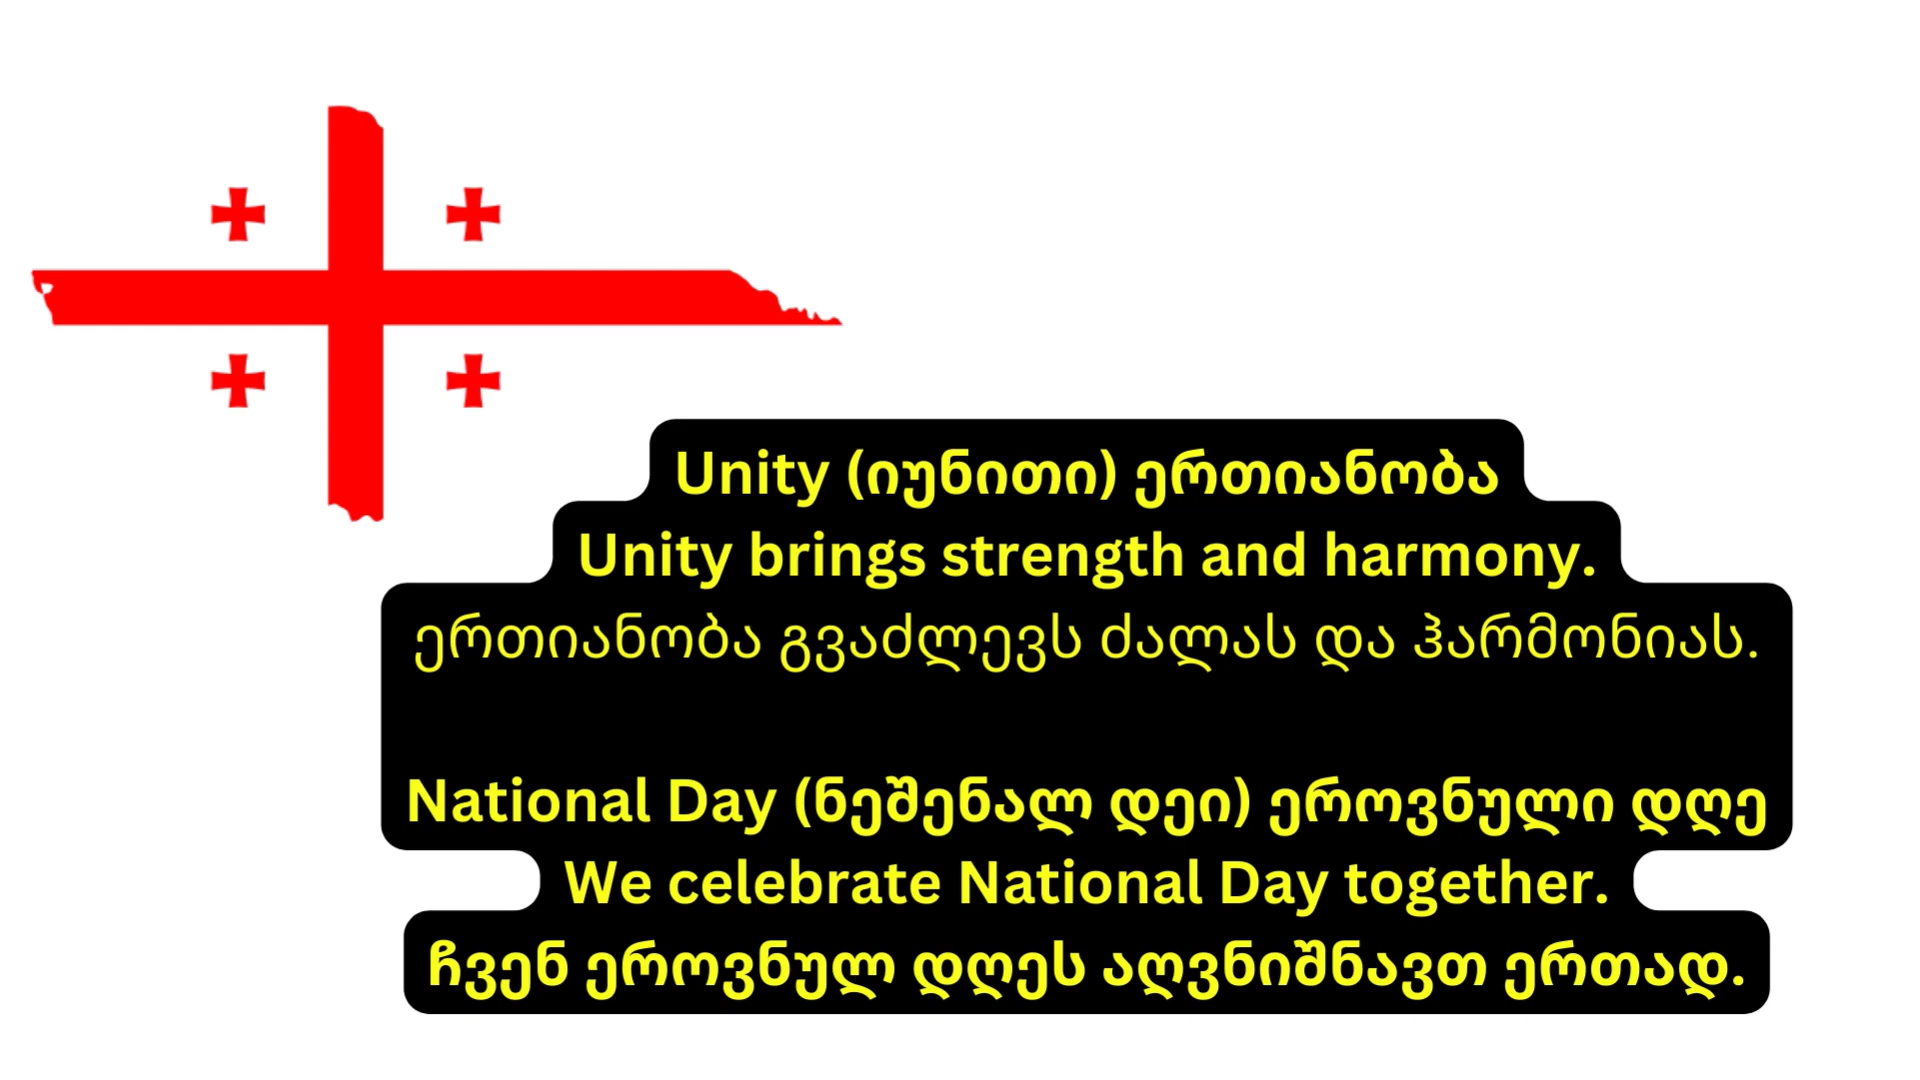 Unity (იუნითი) ერთიანობა
Unity brings strength and harmony.
ერთიანობა გვაძლევს ძალას და ჰარმონიას.
National Day (ნეშენალ დეი) ეროვნული დღე
We celebrate National Day together.
ჩვენ ეროვნულ დღეს აღვნიშნავთ ერთად.